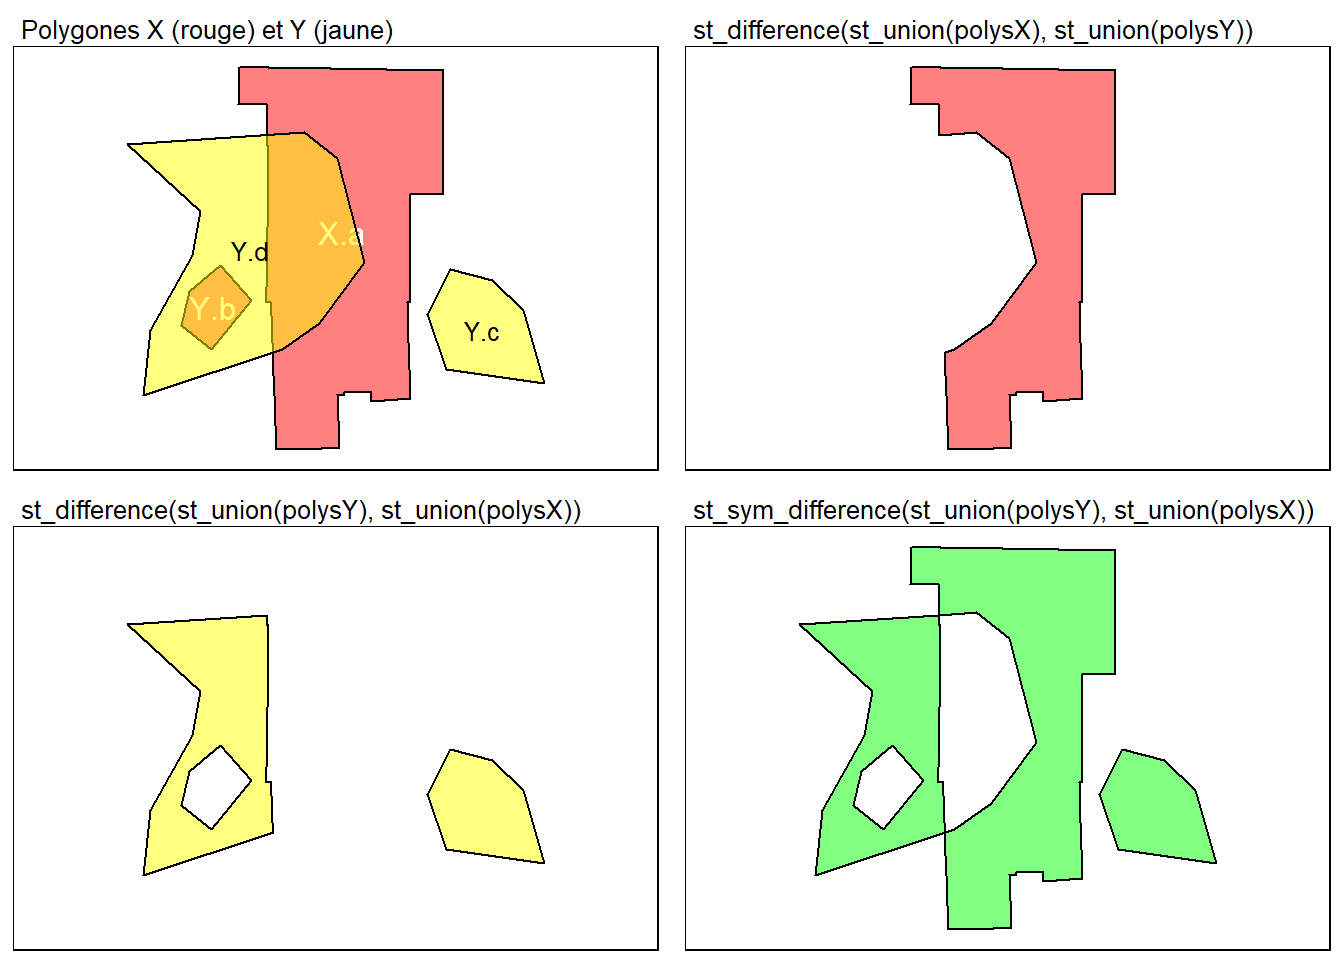 Polygones X (rouge) et Y (jaune)
st_difference(st_union(polysX), st_union(polysY))
X.a
Y.d
Y.b
Y.c
st_difference(st_union(polysY), st_union(polysX))
st_sym_difference(st_union(polysY), st_union(polysX))